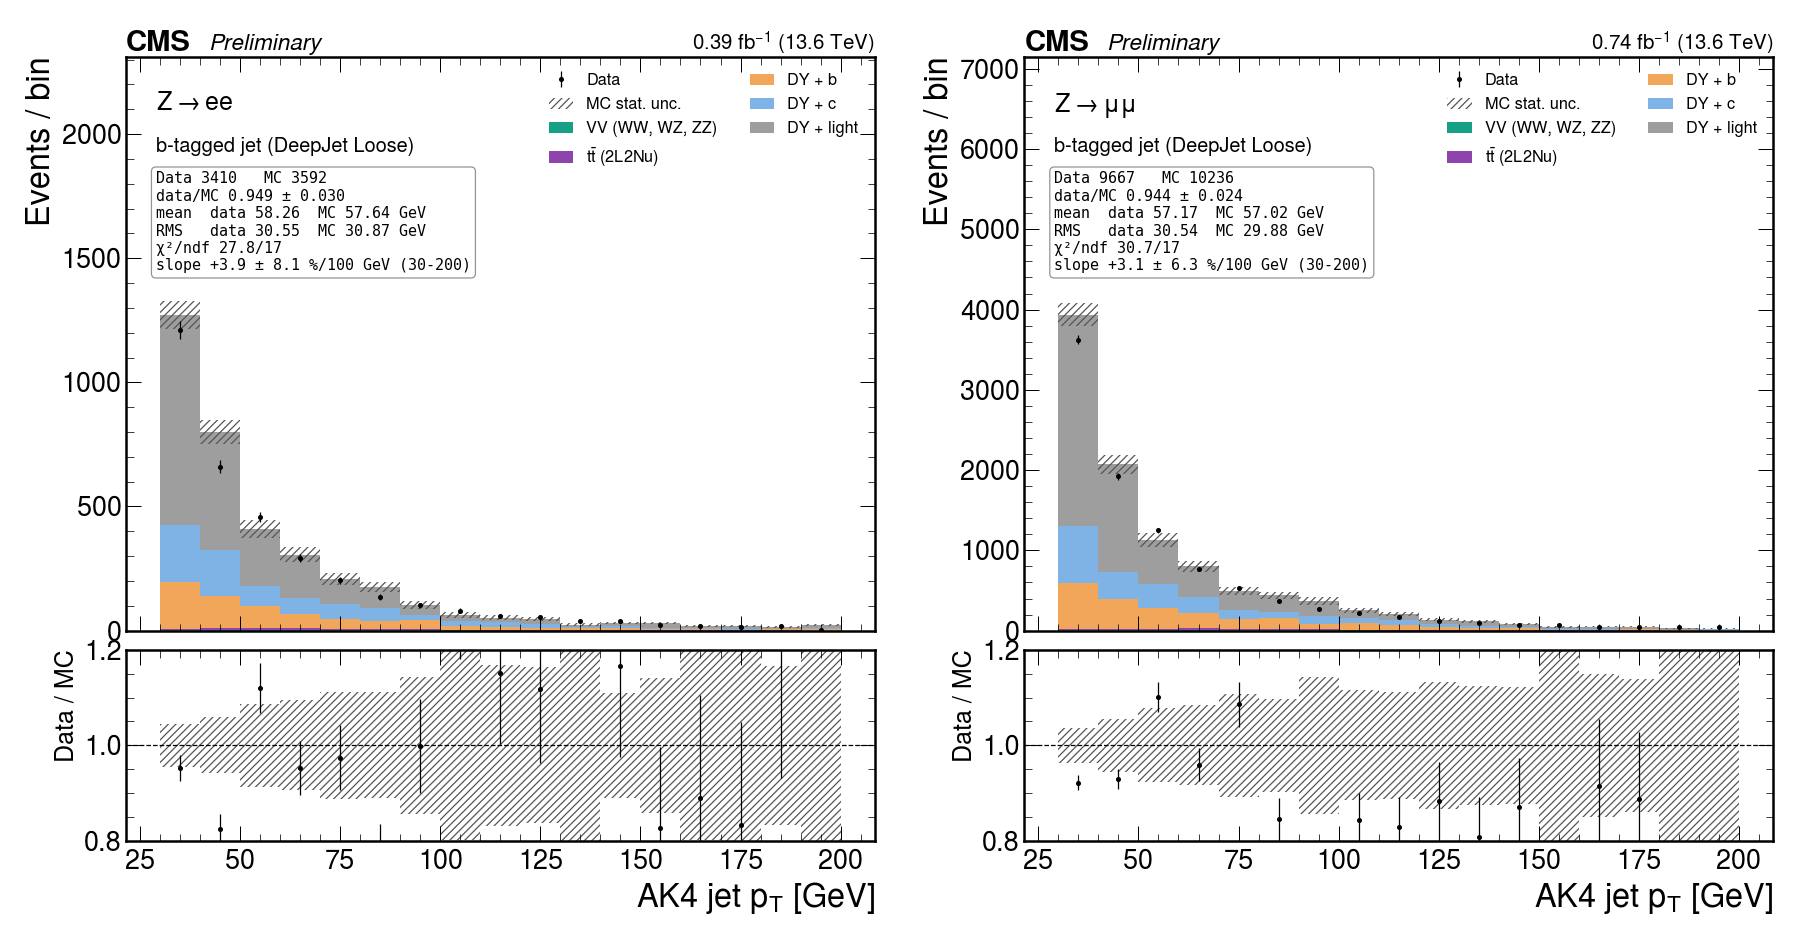 CMS Preliminary 0.39 fb⁻¹ (13.6 TeV)
Events / bin
Z → ee
b-tagged jet (DeepJet Loose)
Data 3410   MC 3592
data/MC 0.949 ± 0.030
mean  data 58.26  MC 57.64 GeV
RMS   data 30.55  MC 30.87 GeV
χ²/ndf 27.8/17
slope +3.9 ± 8.1 %/100 GeV (30-200)
Data
MC stat. unc.
VV (WW, WZ, ZZ)
tt̄ (2L2Nu)
DY + b
DY + c
DY + light
2000
1500
1000
500
0
Data / MC
1.2
1.0
0.8
25 50 75 100 125 150 175 200
AK4 jet p_T [GeV]
CMS Preliminary 0.74 fb⁻¹ (13.6 TeV)
Events / bin
Z → μμ
b-tagged jet (DeepJet Loose)
Data 9667   MC 10236
data/MC 0.944 ± 0.024
mean  data 57.17  MC 57.02 GeV
RMS   data 30.54  MC 29.88 GeV
χ²/ndf 30.7/17
slope +3.1 ± 6.3 %/100 GeV (30-200)
Data
MC stat. unc.
VV (WW, WZ, ZZ)
tt̄ (2L2Nu)
DY + b
DY + c
DY + light
7000
6000
5000
4000
3000
2000
1000
0
Data / MC
1.2
1.0
0.8
25 50 75 100 125 150 175 200
AK4 jet p_T [GeV]